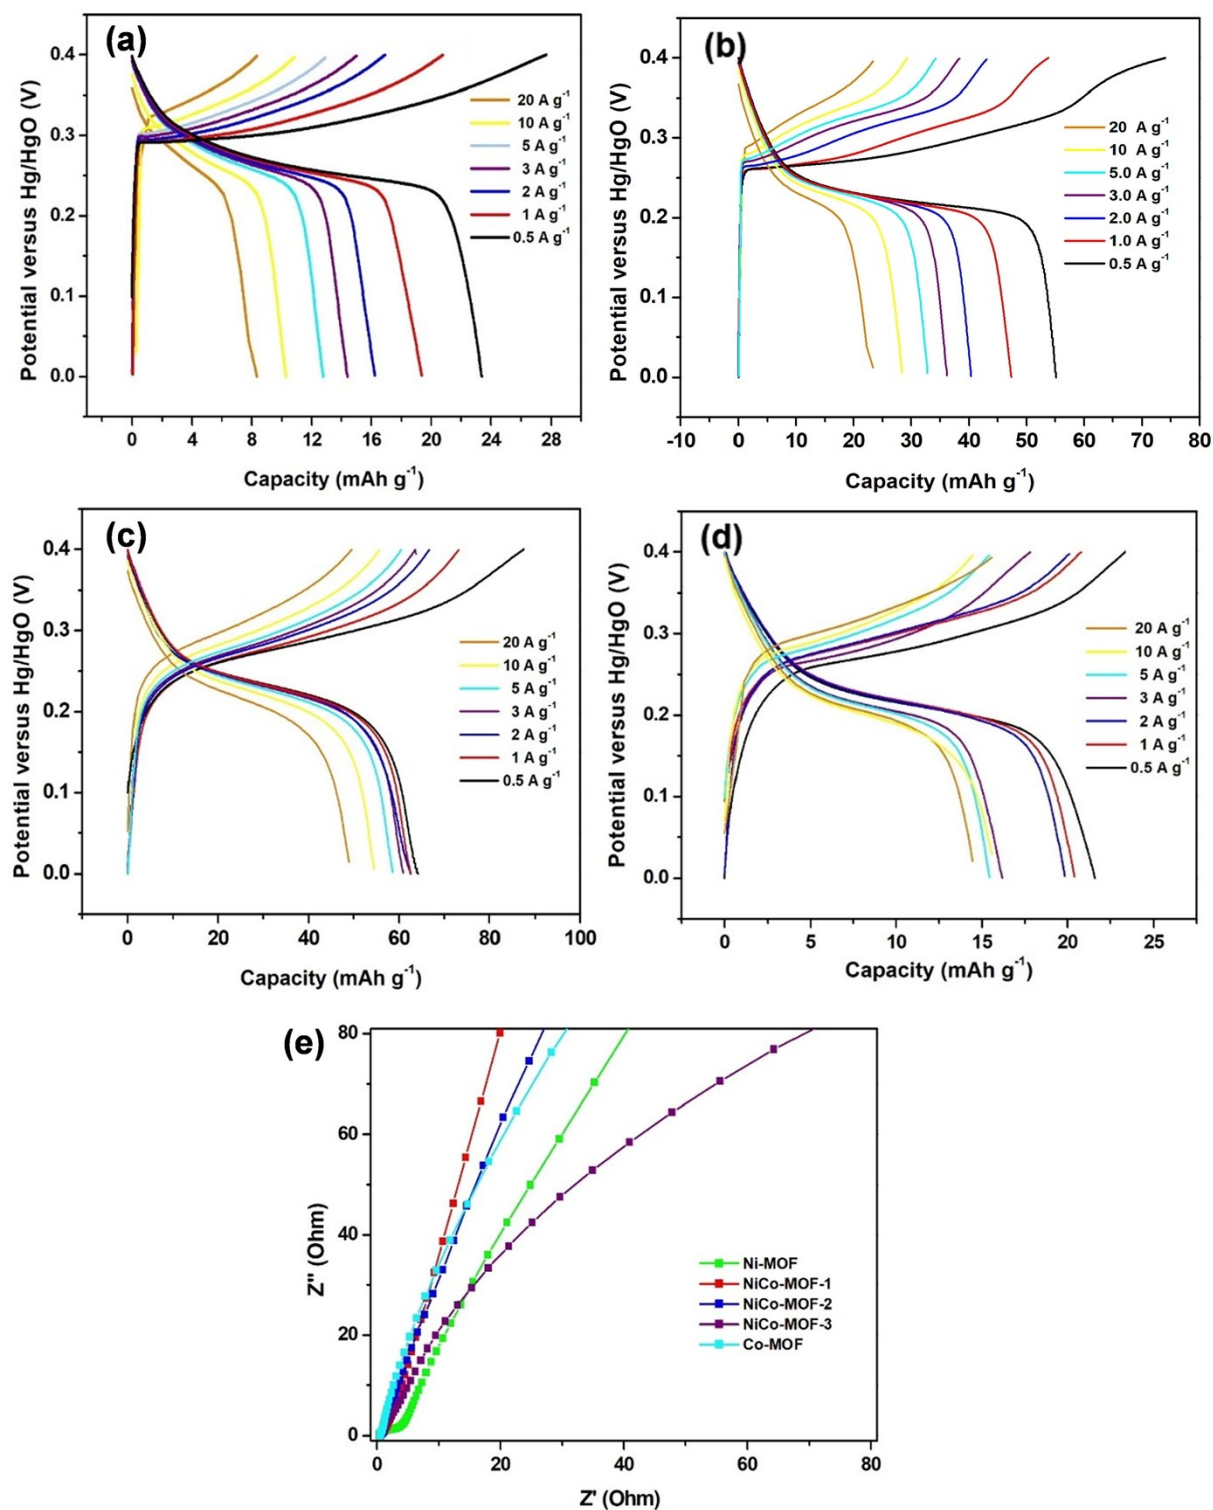 (a)
0.4
0.3
0.2
0.1
0.0
Potential versus Hg/HgO (V)
20 A g⁻¹
10 A g⁻¹
5 A g⁻¹
3 A g⁻¹
2 A g⁻¹
1 A g⁻¹
0.5 A g⁻¹
0 4 8 12 16 20 24 28
Capacity (mAh g⁻¹)
(b)
0.4
0.3
0.2
0.1
0.0
Potential versus Hg/HgO (V)
20 A g⁻¹
10 A g⁻¹
5.0 A g⁻¹
3.0 A g⁻¹
2.0 A g⁻¹
1.0 A g⁻¹
0.5 A g⁻¹
-10 0 10 20 30 40 50 60 70 80
Capacity (mAh g⁻¹)
(c)
0.4
0.3
0.2
0.1
0.0
Potential versus Hg/HgO (V)
20 A g⁻¹
10 A g⁻¹
5 A g⁻¹
3 A g⁻¹
2 A g⁻¹
1 A g⁻¹
0.5 A g⁻¹
0 20 40 60 80 100
Capacity (mAh g⁻¹)
(d)
0.4
0.3
0.2
0.1
0.0
Potential versus Hg/HgO (V)
20 A g⁻¹
10 A g⁻¹
5 A g⁻¹
3 A g⁻¹
2 A g⁻¹
1 A g⁻¹
0.5 A g⁻¹
0 5 10 15 20 25
Capacity (mAh g⁻¹)
(e)
80
60
40
20
0
Z'' (Ohm)
Ni-MOF
NiCo-MOF-1
NiCo-MOF-2
NiCo-MOF-3
Co-MOF
0 20 40 60 80
Z' (Ohm)